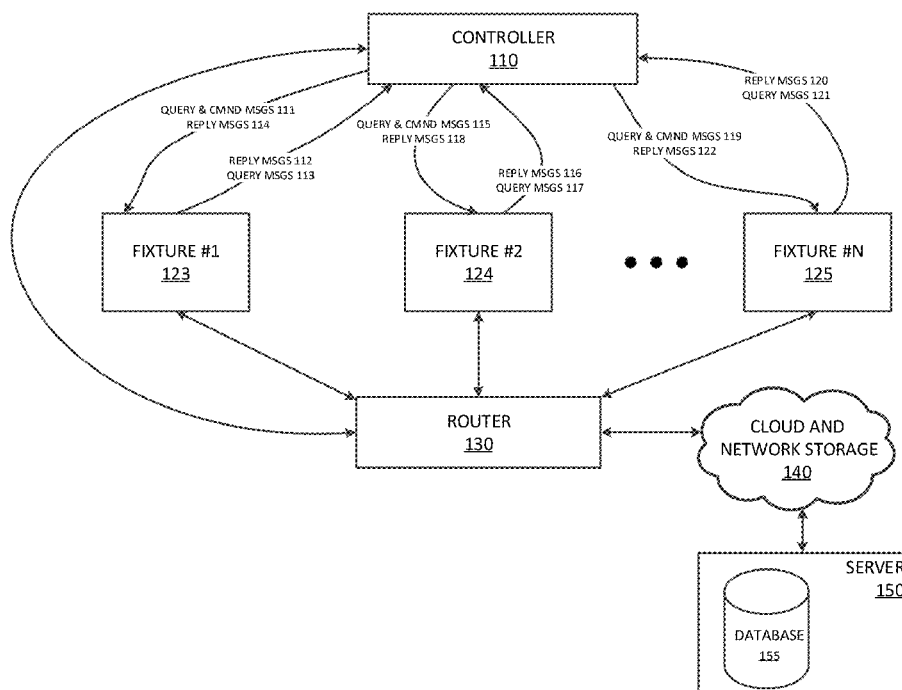 CONTROLLER
110
REPLY MSGS 120
QUERY MSGS 121
QUERY & CMND MSGS 111
REPLY MSGS 114
QUERY & CMND MSGS 115
REPLY MSGS 118
QUERY & CMND MSGS 119
REPLY MSGS 122
REPLY MSGS 112
QUERY MSGS 113
REPLY MSGS 116
QUERY MSGS 117
FIXTURE #1
123
FIXTURE #2
124
FIXTURE #N
125
ROUTER
130
CLOUD AND
NETWORK STORAGE
140
SERVER
150
DATABASE
155